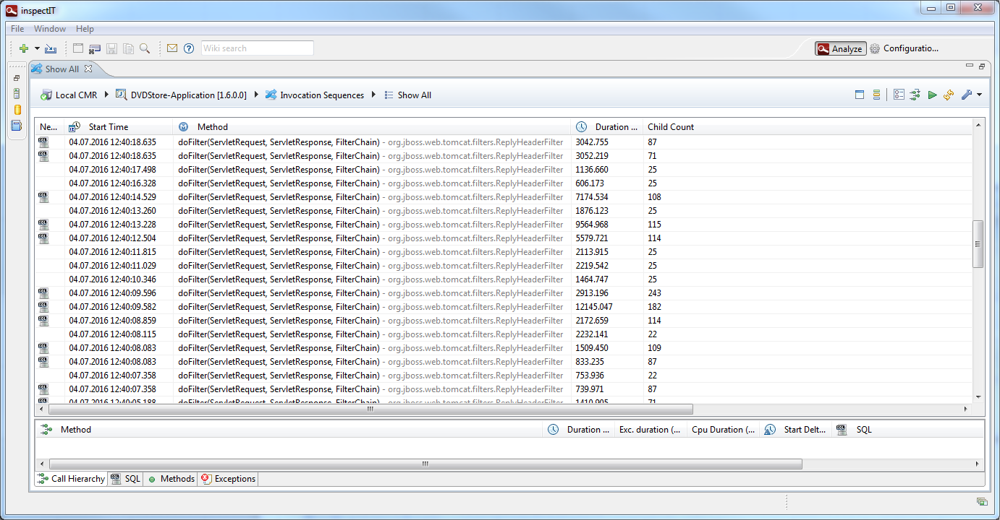 inspectIT
File Window Help
Wiki search
Analyze Configuratio...
Show All
Local CMR DVDStore-Application [1.6.0.0] Invocation Sequences Show All
Ne... Start Time Method Duration ... Child Count
SQL 04.07.2016 12:40:18.635 doFilter(ServletRequest, ServletResponse, FilterChain) - org.jboss.web.tomcat.filters.ReplyHeaderFilter 3042.755 87
SQL 04.07.2016 12:40:18.635 doFilter(ServletRequest, ServletResponse, FilterChain) - org.jboss.web.tomcat.filters.ReplyHeaderFilter 3052.219 71
04.07.2016 12:40:17.498 doFilter(ServletRequest, ServletResponse, FilterChain) - org.jboss.web.tomcat.filters.ReplyHeaderFilter 1136.660 25
04.07.2016 12:40:16.328 doFilter(ServletRequest, ServletResponse, FilterChain) - org.jboss.web.tomcat.filters.ReplyHeaderFilter 606.173 25
SQL 04.07.2016 12:40:14.529 doFilter(ServletRequest, ServletResponse, FilterChain) - org.jboss.web.tomcat.filters.ReplyHeaderFilter 7174.534 108
04.07.2016 12:40:13.260 doFilter(ServletRequest, ServletResponse, FilterChain) - org.jboss.web.tomcat.filters.ReplyHeaderFilter 1876.123 25
SQL 04.07.2016 12:40:13.228 doFilter(ServletRequest, ServletResponse, FilterChain) - org.jboss.web.tomcat.filters.ReplyHeaderFilter 9564.968 115
SQL 04.07.2016 12:40:12.504 doFilter(ServletRequest, ServletResponse, FilterChain) - org.jboss.web.tomcat.filters.ReplyHeaderFilter 5579.721 114
04.07.2016 12:40:11.815 doFilter(ServletRequest, ServletResponse, FilterChain) - org.jboss.web.tomcat.filters.ReplyHeaderFilter 2113.915 25
04.07.2016 12:40:11.029 doFilter(ServletRequest, ServletResponse, FilterChain) - org.jboss.web.tomcat.filters.ReplyHeaderFilter 2219.542 25
04.07.2016 12:40:10.346 doFilter(ServletRequest, ServletResponse, FilterChain) - org.jboss.web.tomcat.filters.ReplyHeaderFilter 1464.747 25
SQL 04.07.2016 12:40:09.596 doFilter(ServletRequest, ServletResponse, FilterChain) - org.jboss.web.tomcat.filters.ReplyHeaderFilter 2913.196 243
SQL 04.07.2016 12:40:09.582 doFilter(ServletRequest, ServletResponse, FilterChain) - org.jboss.web.tomcat.filters.ReplyHeaderFilter 12145.047 182
SQL 04.07.2016 12:40:08.859 doFilter(ServletRequest, ServletResponse, FilterChain) - org.jboss.web.tomcat.filters.ReplyHeaderFilter 2172.659 114
04.07.2016 12:40:08.115 doFilter(ServletRequest, ServletResponse, FilterChain) - org.jboss.web.tomcat.filters.ReplyHeaderFilter 2232.141 22
SQL 04.07.2016 12:40:08.083 doFilter(ServletRequest, ServletResponse, FilterChain) - org.jboss.web.tomcat.filters.ReplyHeaderFilter 1509.450 109
SQL 04.07.2016 12:40:08.083 doFilter(ServletRequest, ServletResponse, FilterChain) - org.jboss.web.tomcat.filters.ReplyHeaderFilter 833.235 87
04.07.2016 12:40:07.358 doFilter(ServletRequest, ServletResponse, FilterChain) - org.jboss.web.tomcat.filters.ReplyHeaderFilter 753.936 22
SQL 04.07.2016 12:40:07.358 doFilter(ServletRequest, ServletResponse, FilterChain) - org.jboss.web.tomcat.filters.ReplyHeaderFilter 739.971 87
SQL 04.07.2016 12:40:05.188 doFilter(ServletRequest, ServletResponse, FilterChain) - org.jboss.web.tomcat.filters.ReplyHeaderFilter 1410.905 71
Method Duration ... Exc. duration (... Cpu Duration (... Start Delt... SQL SQL
Call Hierarchy SQL SQL Methods Exceptions